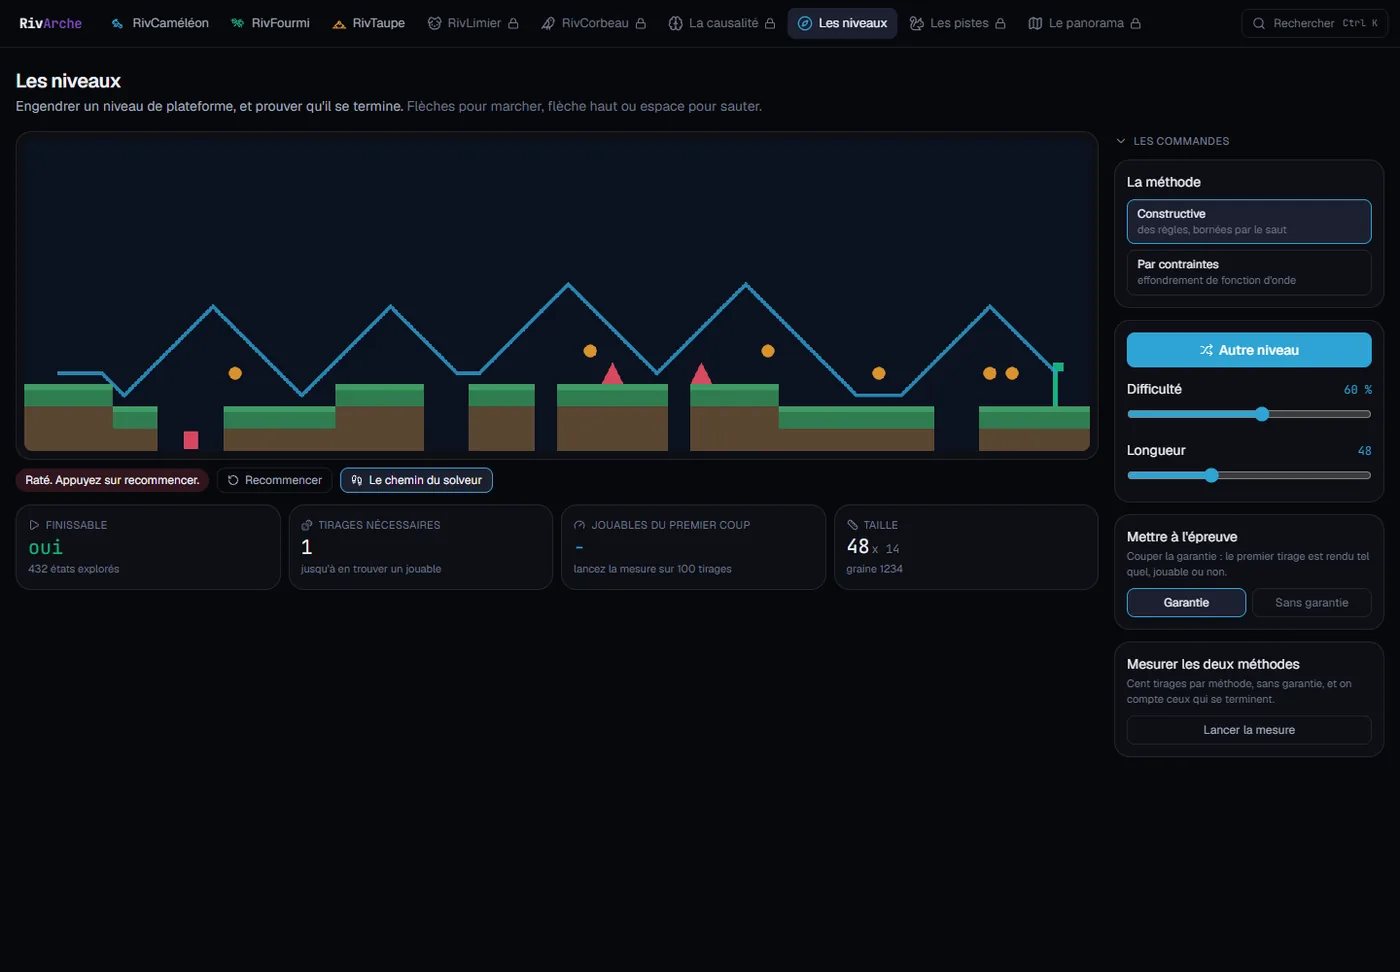 RivArche
RivCaméléon
RivFourmi
RivTaupe
RivLimier
RivCorbeau
La causalité
Les niveaux
Les pistes
Le panorama
Rechercher Ctrl K
Les niveaux
Engendrer un niveau de plateforme, et prouver qu'il se termine. Flèches pour marcher, flèche haut ou espace pour sauter.
Raté. Appuyez sur recommencer.
Recommencer
Le chemin du solveur
FINISSABLE
oui
432 états explorés
TIRAGES NÉCESSAIRES
1
jusqu'à en trouver un jouable
JOUABLES DU PREMIER COUP
-
lancez la mesure sur 100 tirages
TAILLE
48 x 14
graine 1234
LES COMMANDES
La méthode
Constructive
des règles, bornées par le saut
Par contraintes
effondrement de fonction d'onde
Autre niveau
Difficulté 60 %
Longueur 48
Mettre à l'épreuve
Couper la garantie : le premier tirage est rendu tel
quel, jouable ou non.
Garantie
Sans garantie
Mesurer les deux méthodes
Cent tirages par méthode, sans garantie, et on
compte ceux qui se terminent.
Lancer la mesure